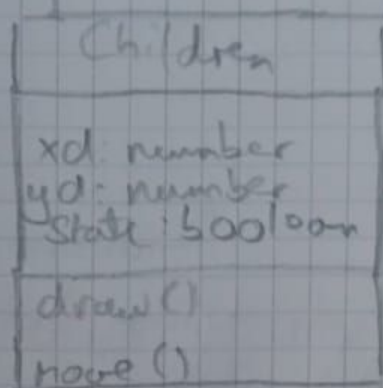 Children
xd: number
yd: number
State: boolean
draw()
move()